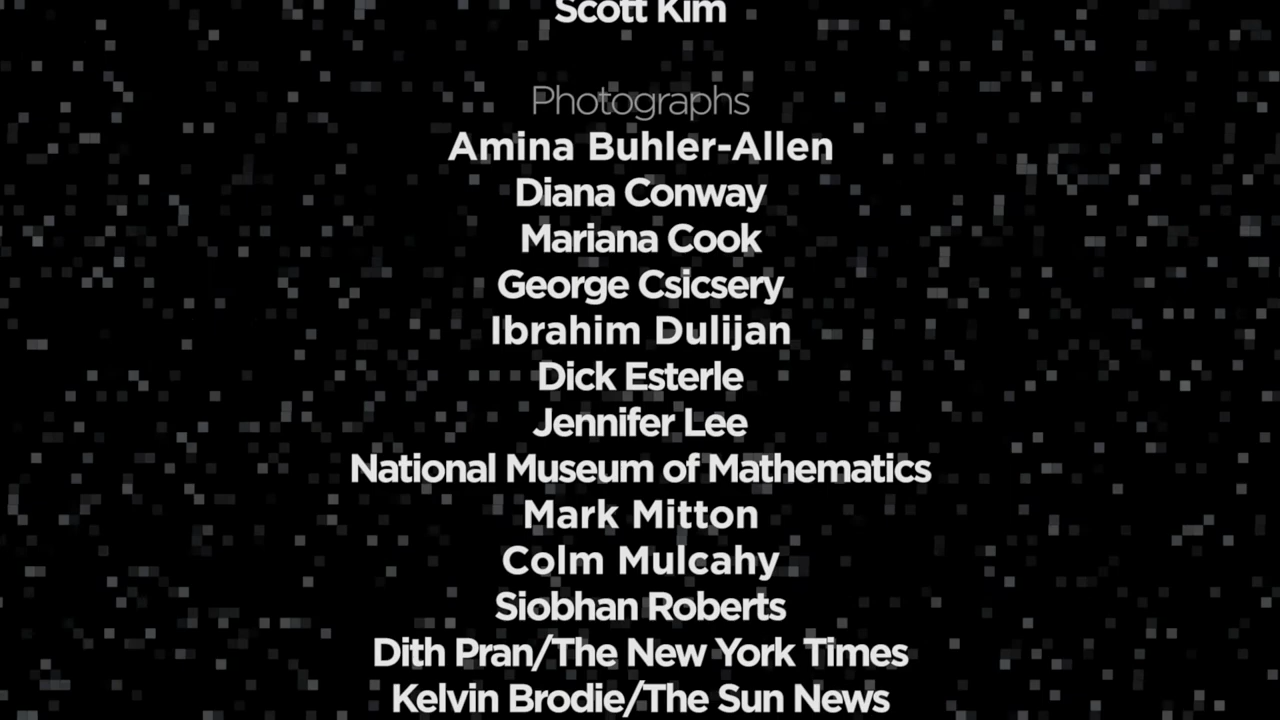 Scott Kim
Photographs
Amina Buhler-Allen
Diana Conway
Mariana Cook
George Csicsery
Ibrahim Dulijan
Dick Esterle
Jennifer Lee
National Museum of Mathematics
Mark Mitton
Colm Mulcahy
Siobhan Roberts
Dith Pran/The New York Times
Kelvin Brodie/The Sun News